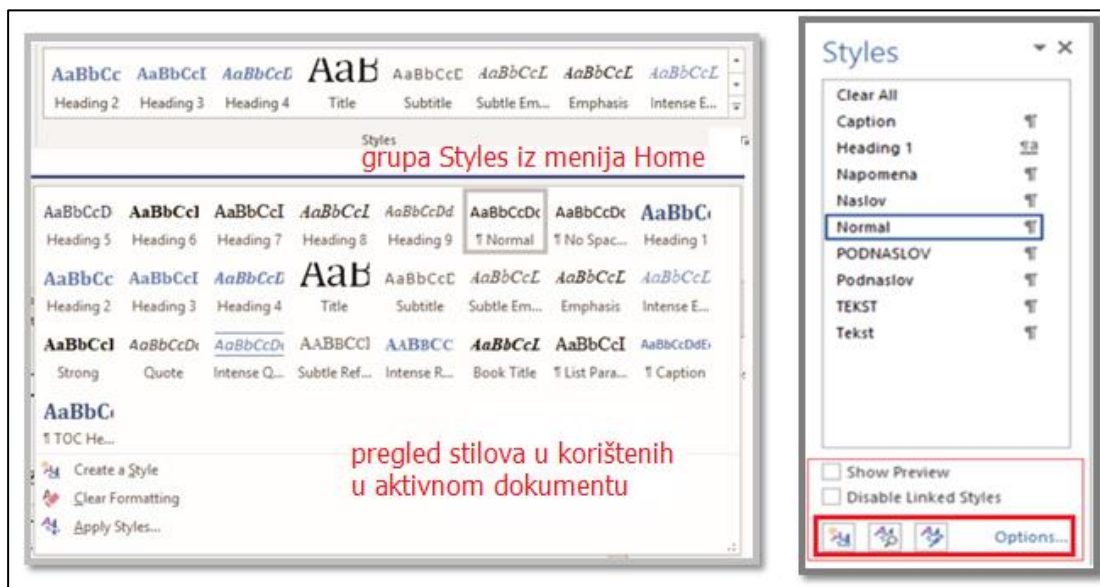 AaBbCc AaBbCcI AaBbCcD AaB AaBbCcD AaBbCcL AaBbCcL AaBbCcL
Heading 2 Heading 3 Heading 4 Title Subtitle Subtle Em... Emphasis Intense E...
Styles
grupa Styles iz menija Home
AaBbCcD AaBbCcI AaBbCcI AaBbCcL AaBbCcDd AaBbCcDc AaBbCcDc AaBbC
Heading 5 Heading 6 Heading 7 Heading 8 Heading 9 ¶ Normal ¶ No Spac... Heading 1
AaBbCc AaBbCcI AaBbCcD AaB AaBbCcD AaBbCcL AaBbCcL AaBbCcL
Heading 2 Heading 3 Heading 4 Title Subtitle Subtle Em... Emphasis Intense E...
AaBbCcI AaBbCcDc AaBbCcDc AABBCCI AABBCC AaBbCcL AaBbCcI AaBbCcDdE
Strong Quote Intense Q... Subtle Ref... Intense R... Book Title ¶ List Para... ¶ Caption
AaBbC
¶ TOC He...
pregled stilova u korištenih
u aktivnom dokumentu
Create a Style
Clear Formatting
Apply Styles...
Styles
Clear All
Caption ¶
Heading 1 ¶a
Napomena ¶
Naslov ¶
Normal ¶
PODNASLOV ¶
Podnaslov ¶
TEKST ¶
Tekst ¶
Show Preview
Disable Linked Styles
Options...